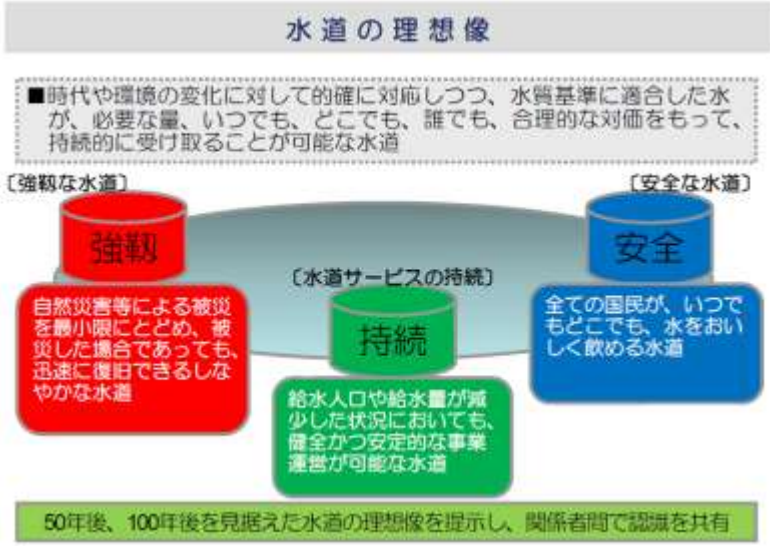 水道の理想像
■時代や環境の変化に対して的確に対応しつつ、水質基準に適合した水
が、必要な量、いつでも、どこでも、誰でも、合理的な対価をもって、
持続的に受け取ることが可能な水道
〔強靱な水道〕
〔安全な水道〕
強靱
安全
〔水道サービスの持続〕
持続
自然災害等による被災
を最小限にとどめ、被
災した場合であっても、
迅速に復旧できるしな
やかな水道
給水人口や給水量が減
少した状況においても、
健全かつ安定的な事業
運営が可能な水道
全ての国民が、いつで
もどこでも、水をおい
しく飲める水道
50年後、100年後を見据えた水道の理想像を提示し、関係者間で認識を共有